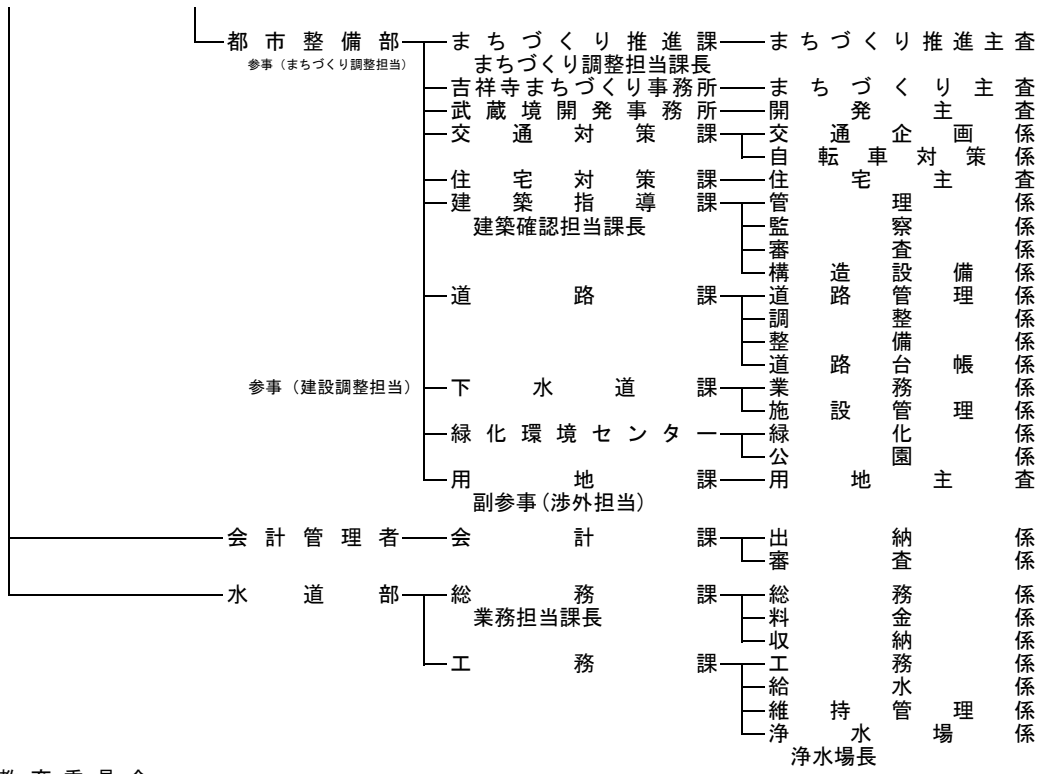 都市整備部 まちづくり推進課 まちづくり推進主査
参事（まちづくり調整担当） まちづくり調整担当課長
吉祥寺まちづくり事務所 まちづくり主査
武蔵境開発事務所 開発主査
交通対策課 交通企画係
自転車対策係
住宅対策課 住宅主査
建築指導課 管理係
建築確認担当課長 監察係
審査係
構造設備係
道路課 道路管理係
調整係
整備係
道路台帳係
参事（建設調整担当） 下水道課 業務係
施設管理係
緑化環境センター 緑化係
公園係
用地課 用地主査
副参事（渉外担当）
会計管理者 会計課 出納係
審査係
水道部 総務課 総務係
業務担当課長 料金係
収納係
工務課 工務係
給水係
維持管理係
浄水場係
浄水場長